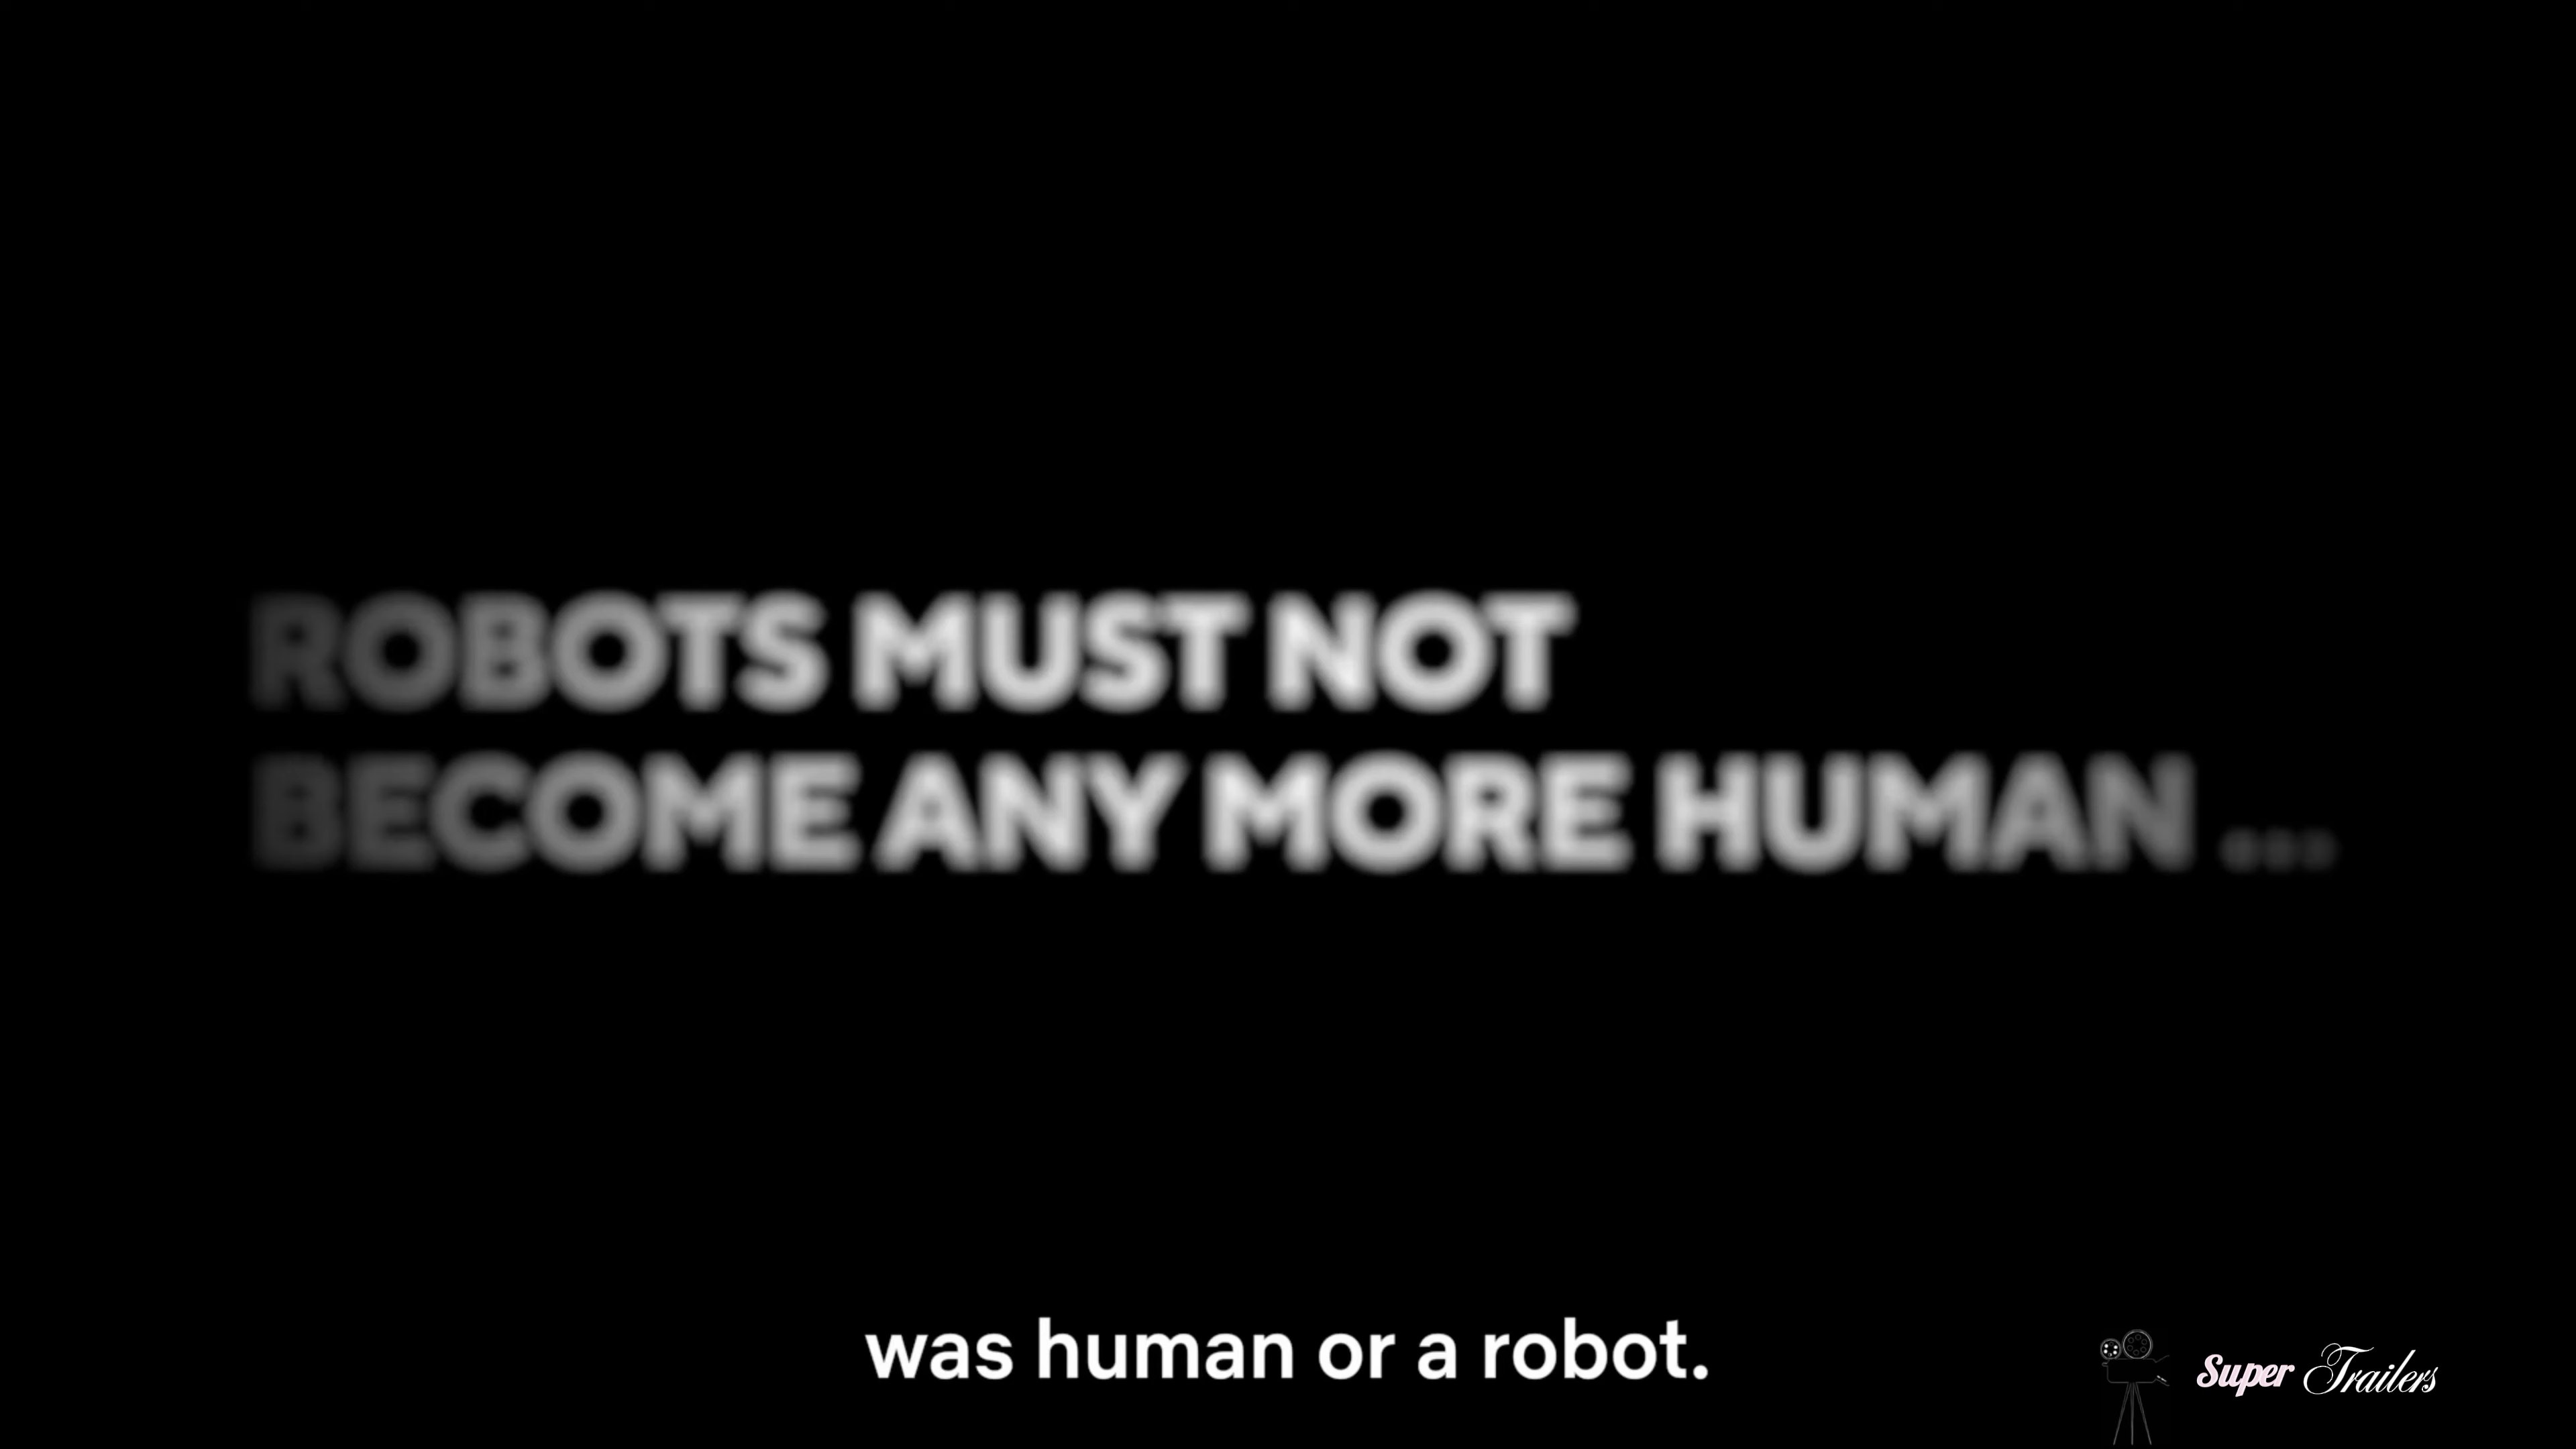 ROBOTS MUST NOT
BECOME ANY MORE HUMAN ...
was human or a robot.
Super Trailers